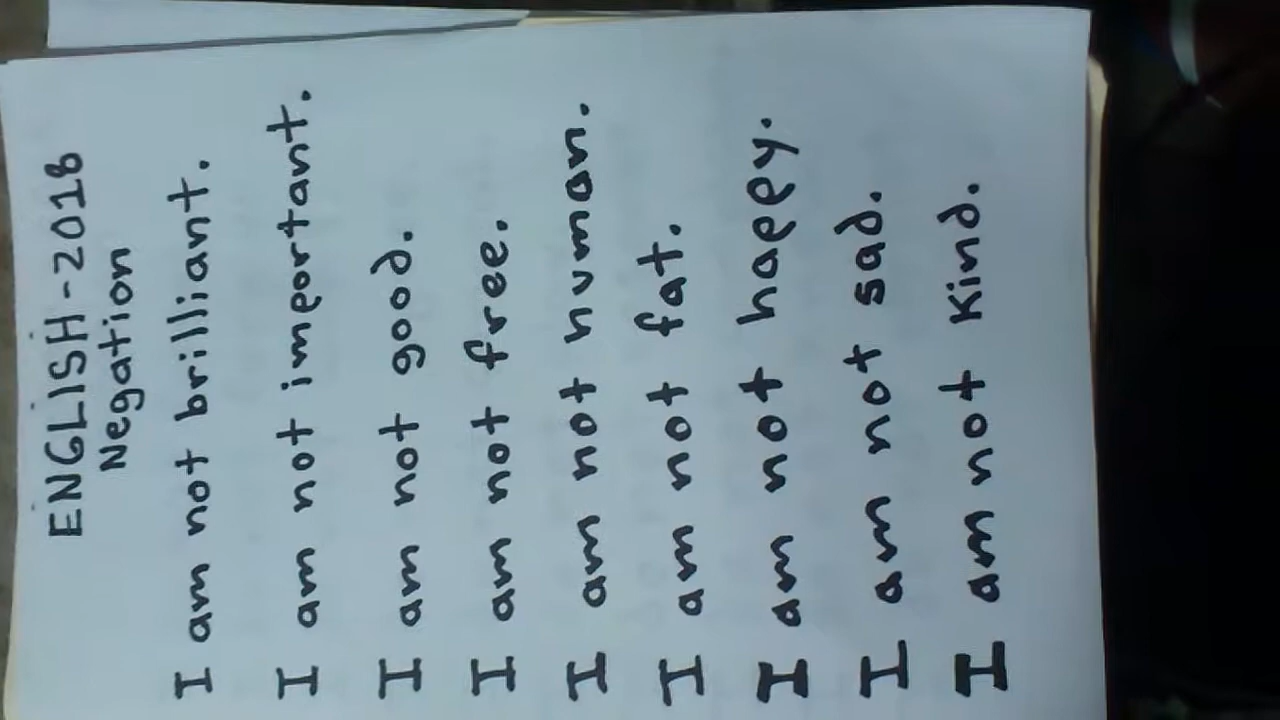 ENGLISH-2018
Negation
I am not brilliant.
I am not important.
I am not good.
I am not free.
I am not human.
I am not fat.
I am not happy.
I am not sad.
I am not kind.